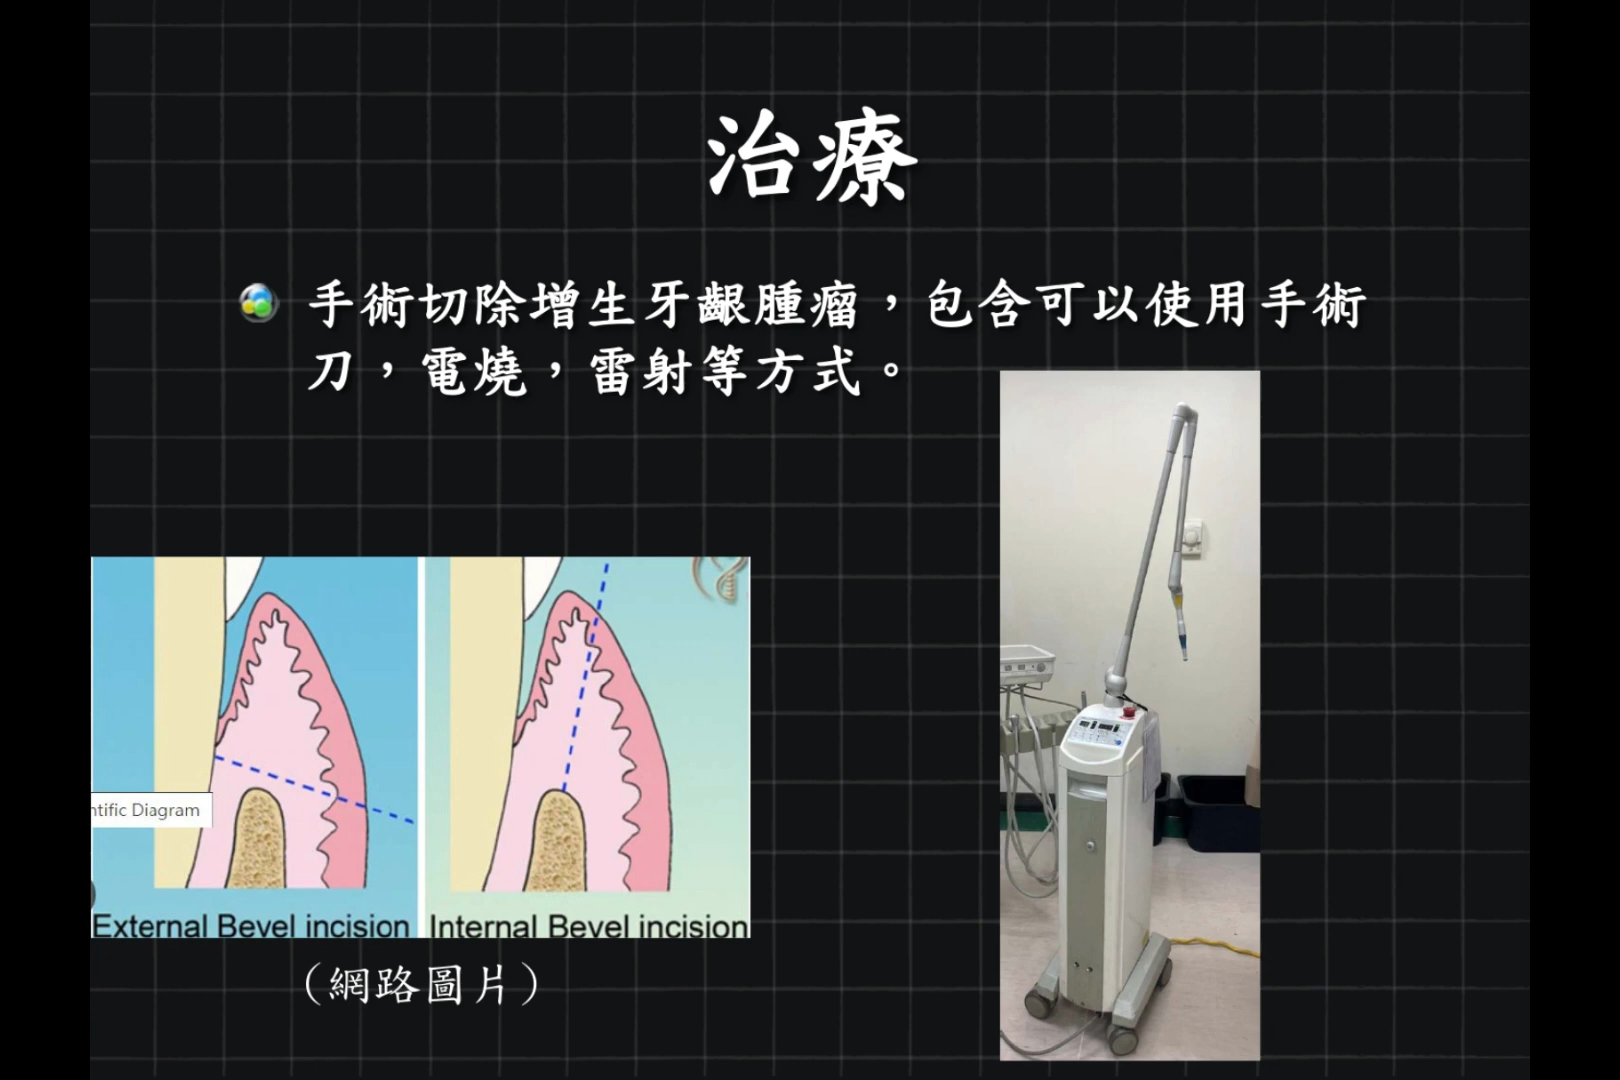 治療
手術切除增生牙齦腫瘤，包含可以使用手術
刀，電燒，雷射等方式。
ntific Diagram
External Bevel incision
Internal Bevel incision
（網路圖片）